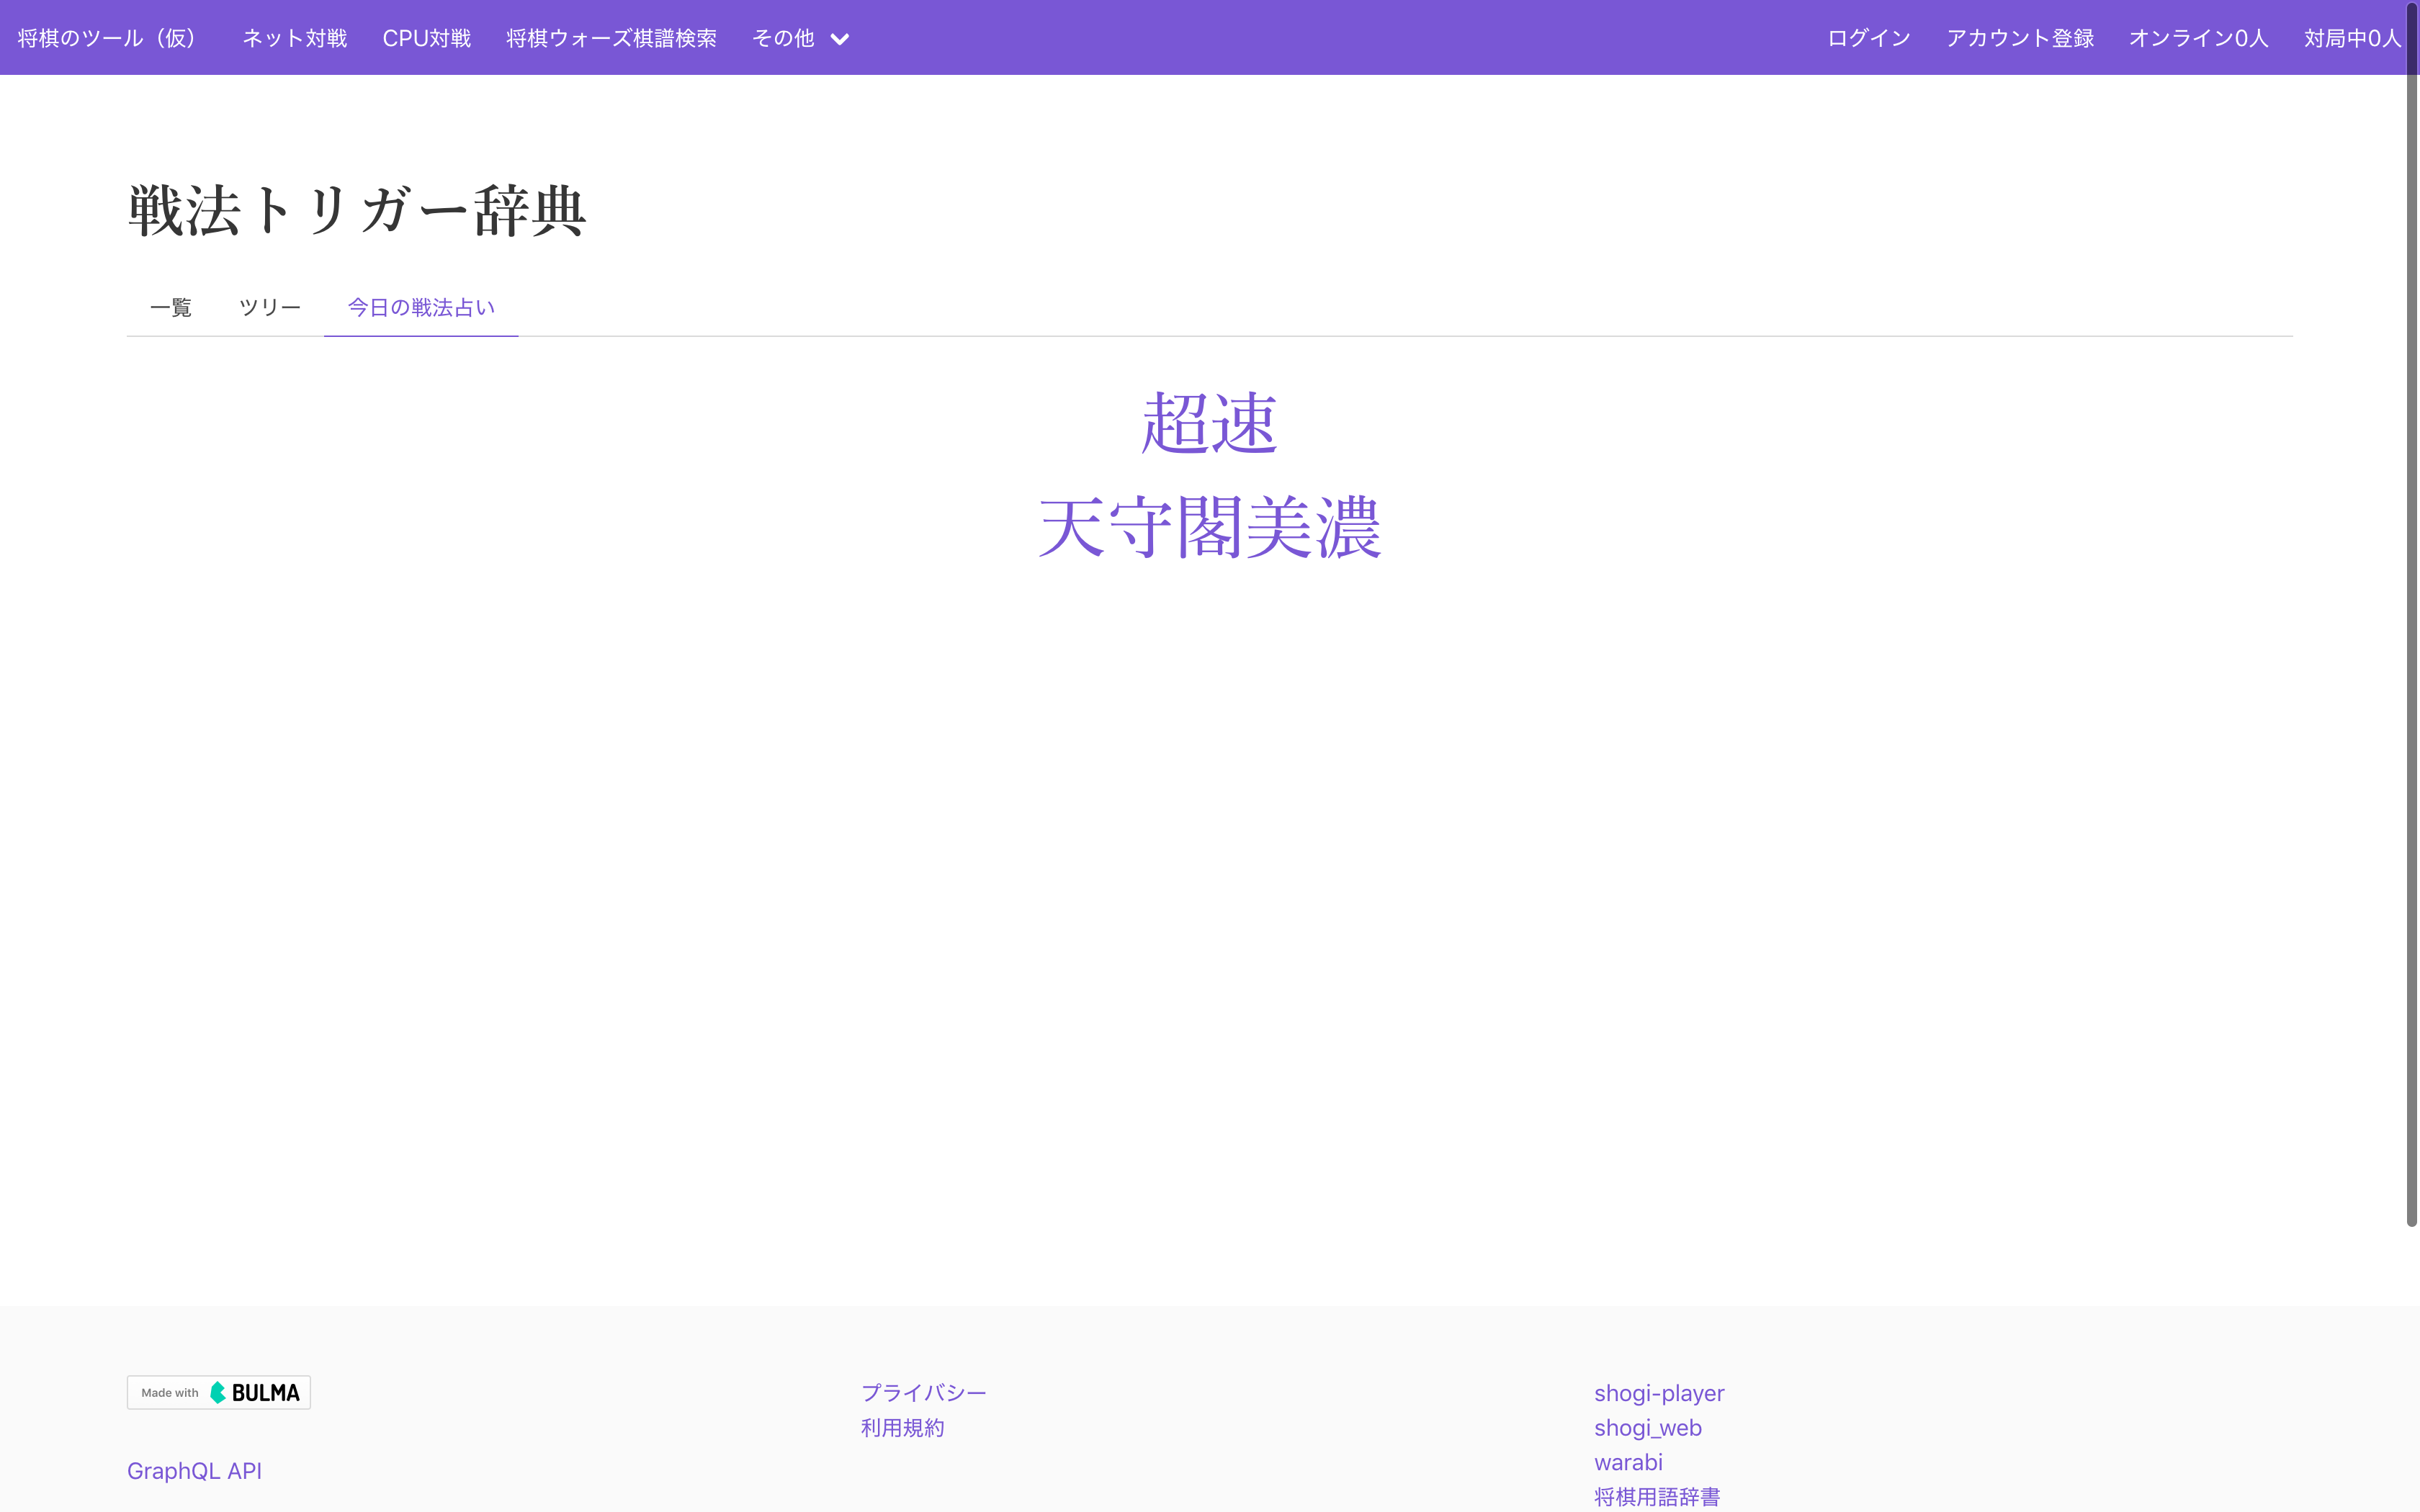 将棋のツール（仮） ネット対戦 CPU対戦 将棋ウォーズ棋譜検索 その他 ログイン アカウント登録 オンライン0人 対局中0人
戦法トリガー辞典
一覧 ツリー 今日の戦法占い
超速
天守閣美濃
Made with BULMA
GraphQL API
プライバシー
利用規約
shogi-player
shogi_web
warabi
将棋用語辞書